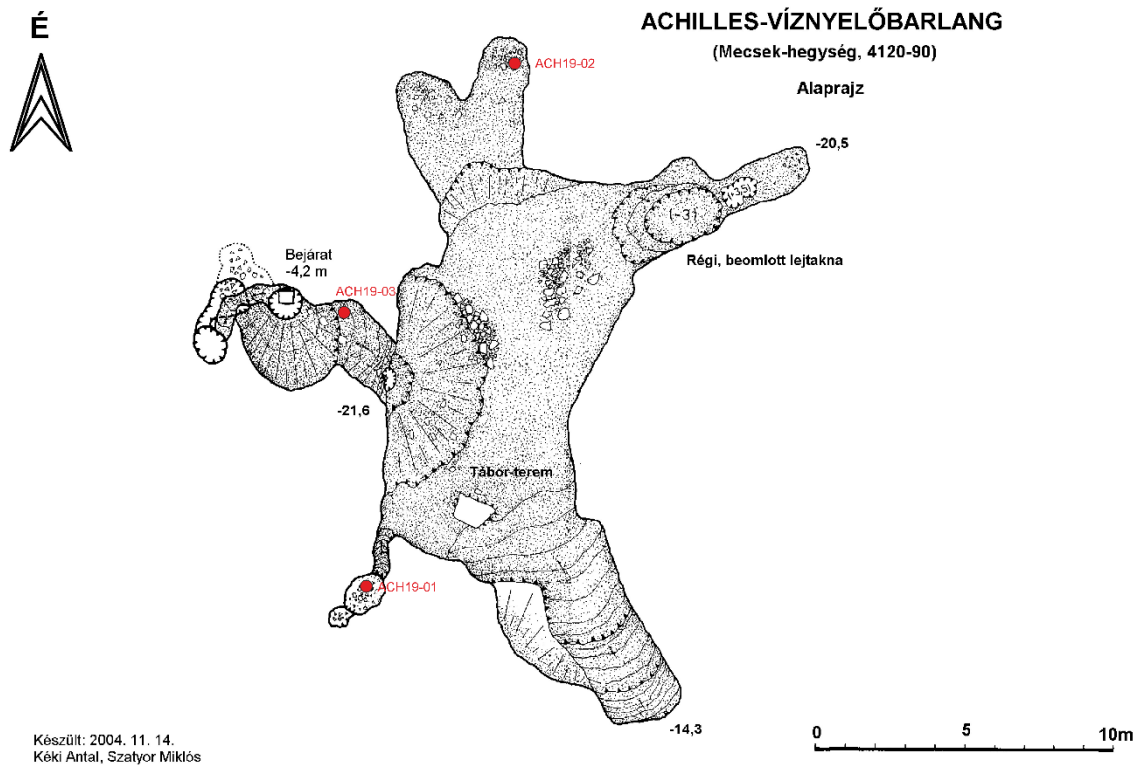 É
ACHILLES-VÍZNYELŐBARLANG
(Mecsek-hegység, 4120-90)
Alaprajz
ACH19-02
-20,5
(-3)
Régi, beomlott lejtakna
Bejárat
-4,2 m
ACH19-03
-21,6
Tábor-terem
ACH19-01
-14,3
0 5 10m
Készült: 2004. 11. 14.
Kéki Antal, Szatyor Miklós